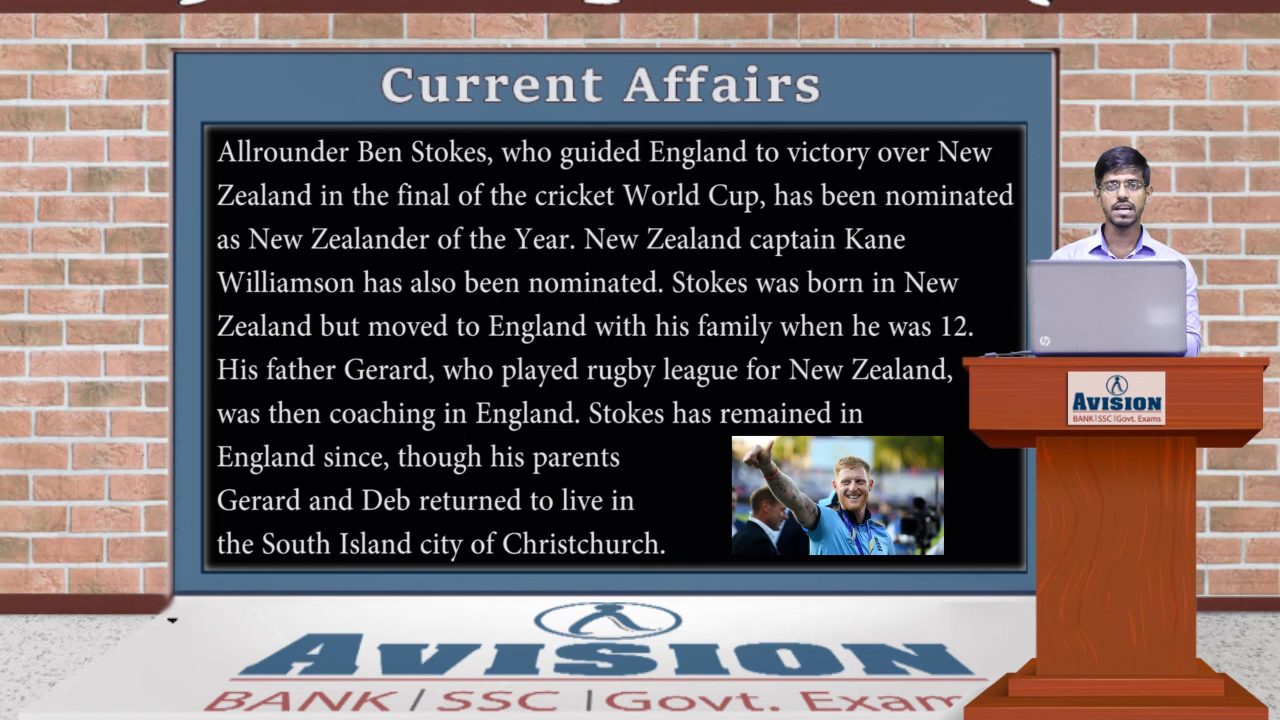 Current Affairs
Allrounder Ben Stokes, who guided England to victory over New
Zealand in the final of the cricket World Cup, has been nominated
as New Zealander of the Year. New Zealand captain Kane
Williamson has also been nominated. Stokes was born in New
Zealand but moved to England with his family when he was 12.
His father Gerard, who played rugby league for New Zealand,
was then coaching in England. Stokes has remained in
England since, though his parents
Gerard and Deb returned to live in
the South Island city of Christchurch.
hp
AVISION
BANK|SSC|Govt. Exams
AVISION
BANK | SSC | Govt. Exam